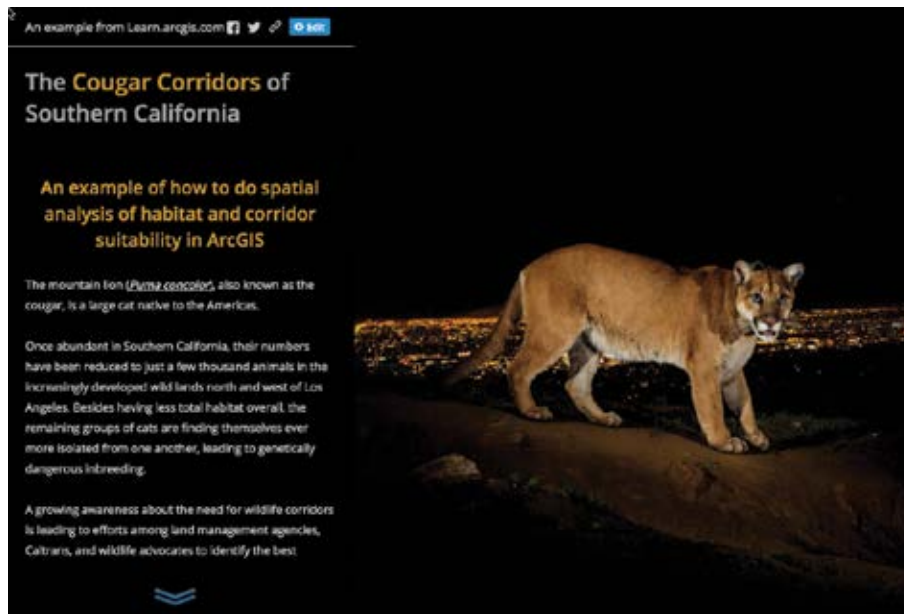 An example from Learn.arcgis.com
Edit
The Cougar Corridors of
Southern California
An example of how to do spatial
analysis of habitat and corridor
suitability in ArcGIS
The mountain lion (Puma concolor), also known as the
cougar, is a large cat native to the Americas.
Once abundant in Southern California, their numbers
have been reduced to just a few thousand animals in the
increasingly developed wild lands north and west of Los
Angeles. Besides having less total habitat overall, the
remaining groups of cats are finding themselves ever
more isolated from one another, leading to genetically
dangerous inbreeding.
A growing awareness about the need for wildlife corridors
is leading to efforts among land management agencies,
Caltrans, and wildlife advocates to identify the best